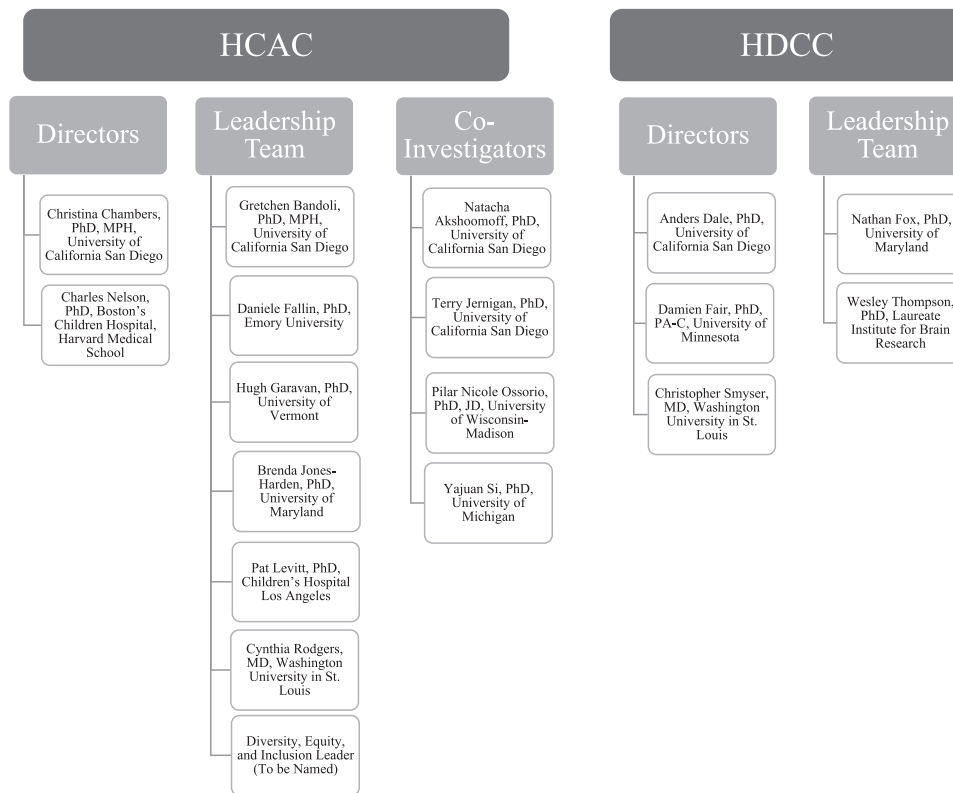 HCAC
Directors
Christina Chambers,
PhD, MPH,
University of
California San Diego
Charles Nelson,
PhD, Boston's
Children Hospital,
Harvard Medical
School
Leadership
Team
Gretchen Bandoli,
PhD, MPH,
University of
California San Diego
Daniele Fallin, PhD,
Emory University
Hugh Garavan, PhD,
University of
Vermont
Brenda Jones-
Harden, PhD,
University of
Maryland
Pat Levitt, PhD,
Children's Hospital
Los Angeles
Cynthia Rodgers,
MD, Washington
University in St.
Louis
Diversity, Equity,
and Inclusion Leader
(To be Named)
Co-
Investigators
Natacha
Akshoomoff, PhD,
University of
California San Diego
Terry Jernigan, PhD,
University of
California San Diego
Pilar Nicole Ossorio,
PhD, JD, University
of Wisconsin-
Madison
Yajuan Si, PhD,
University of
Michigan
HDCC
Directors
Anders Dale, PhD,
University of
California San Diego
Damien Fair, PhD,
PA-C, University of
Minnesota
Christopher Smyser,
MD, Washington
University in St.
Louis
Leadership
Team
Nathan Fox, PhD,
University of
Maryland
Wesley Thompson,
PhD, Laureate
Institute for Brain
Research